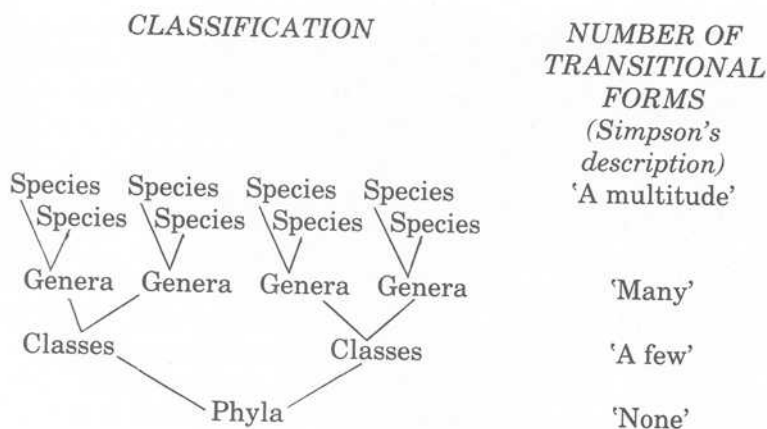 CLASSIFICATION
NUMBER OF
TRANSITIONAL
FORMS
(Simpson's
description)
Species Species Species Species 'A multitude'
Species Species Species Species
Genera Genera Genera Genera 'Many'
Classes Classes 'A few'
Phyla 'None'